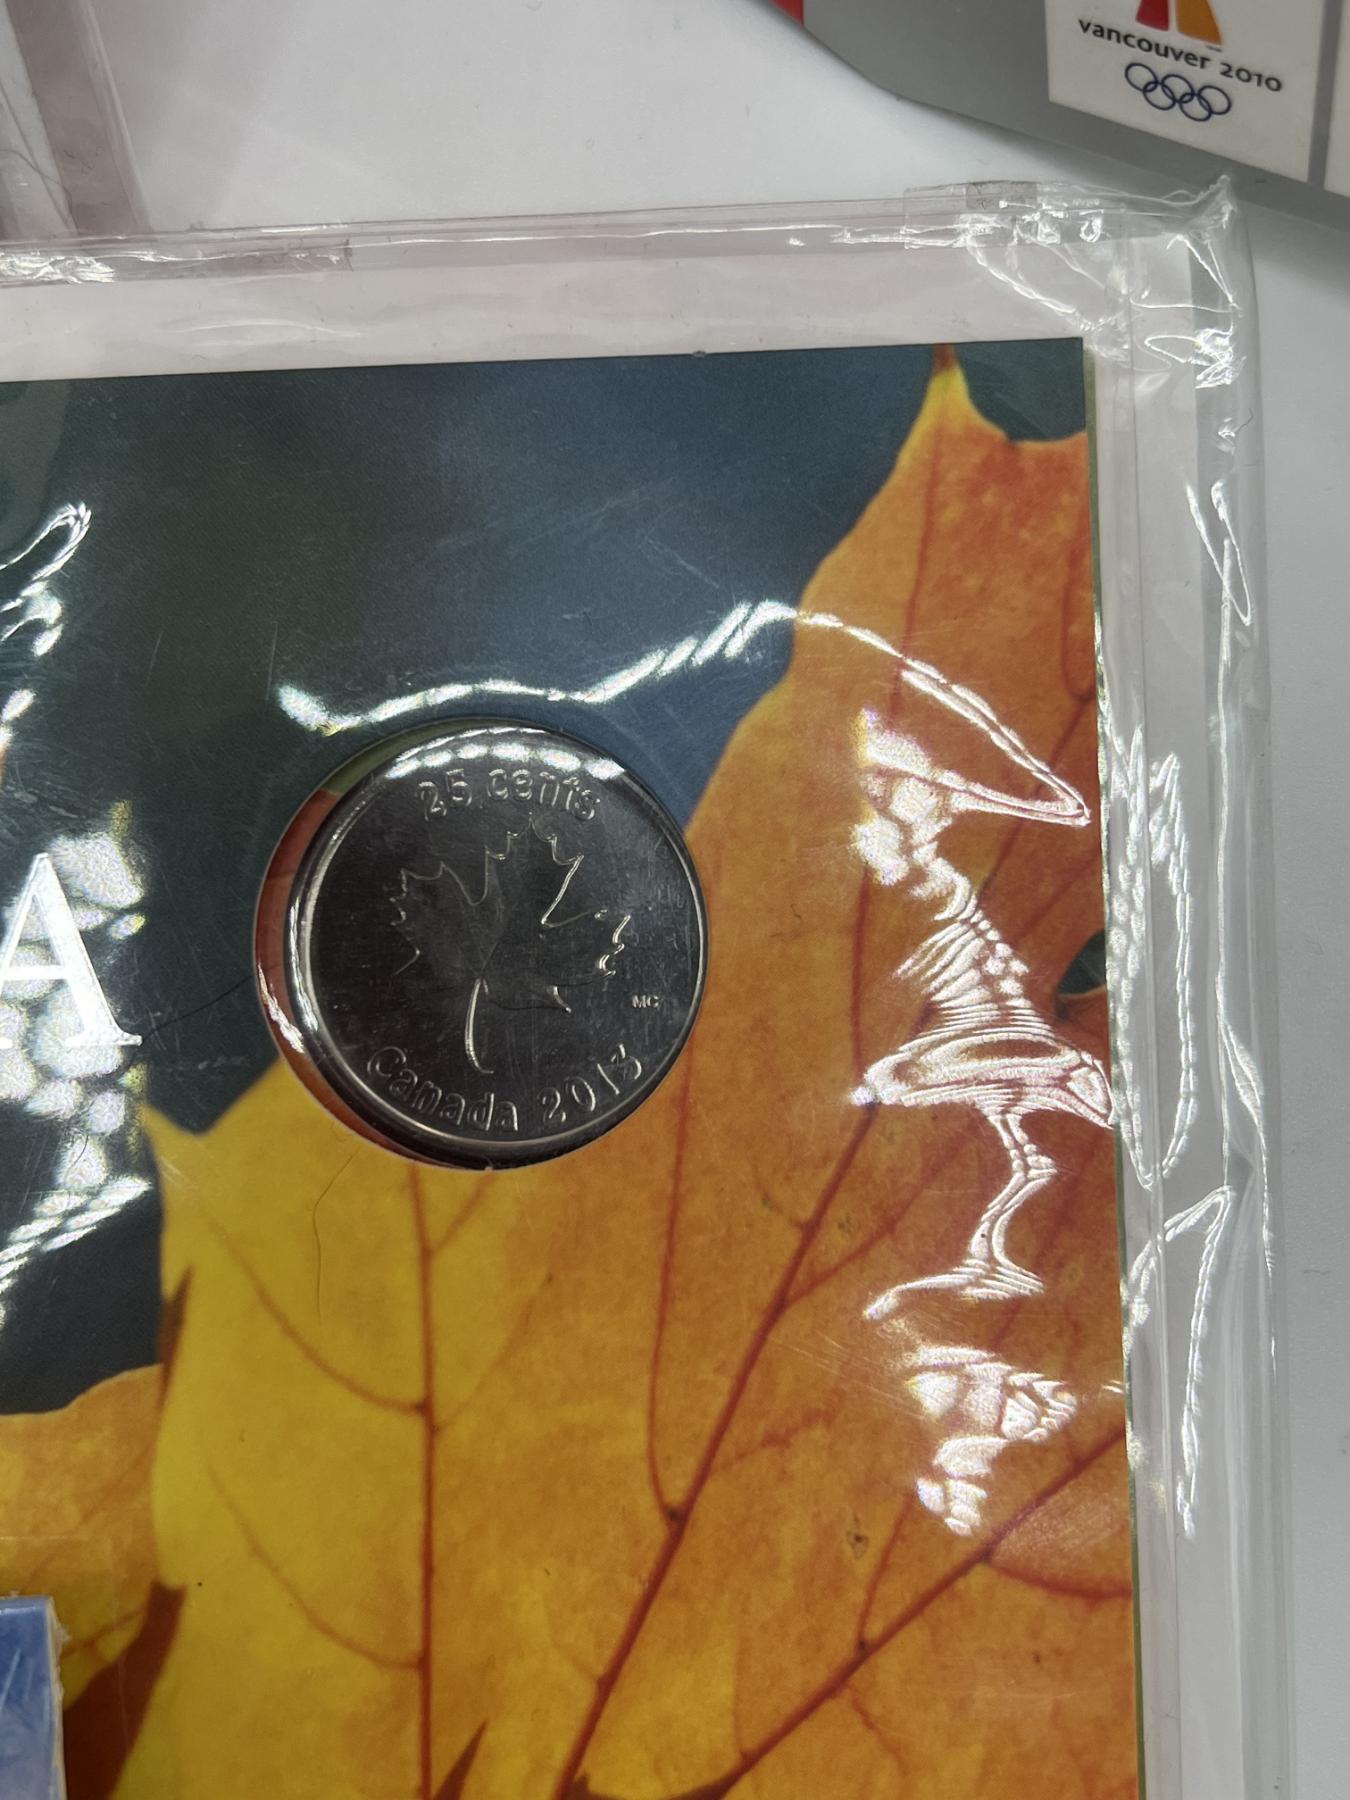 vancouver 2010
25 cents
A
MC
Canada 2013